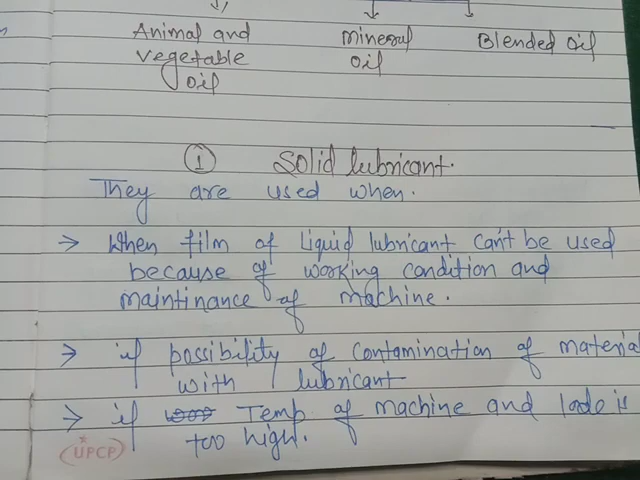 Animal and
vegetable
oil
mineral
oil
Blended oil
① Solid lubricant.
They are used when.
→ When film of liquid lubricant can't be used
because of working condition and
maintinance of machine.
→ if possibility of contamination of material
with lubricant
→ if Temp of machine and lode is
too high.
UPCP